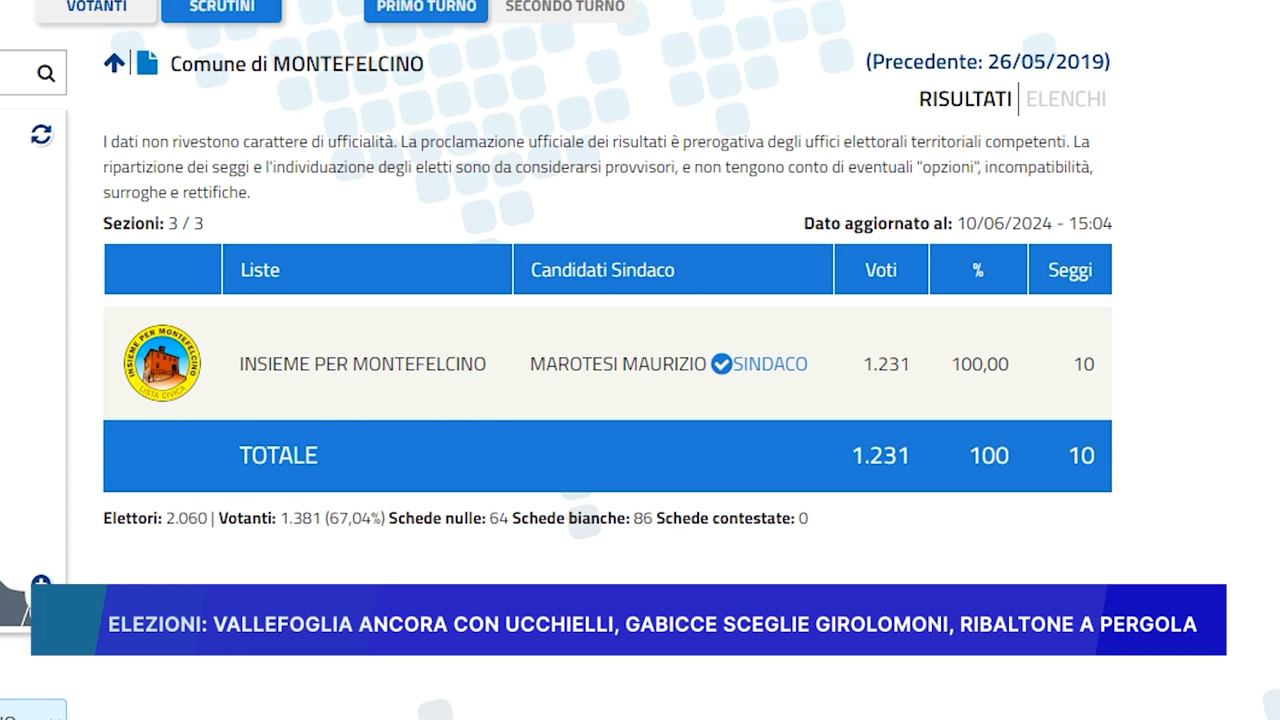 VOTANTI SCRUTINI PRIMO TURNO SECONDO TURNO
Comune di MONTEFELCINO
(Precedente: 26/05/2019)
RISULTATI ELENCHI
I dati non rivestono carattere di ufficialità. La proclamazione ufficiale dei risultati è prerogativa degli uffici elettorali territoriali competenti. La
ripartizione dei seggi e l'individuazione degli eletti sono da considerarsi provvisori, e non tengono conto di eventuali "opzioni", incompatibilità,
surroghe e rettifiche.
Sezioni: 3 / 3 Dato aggiornato al: 10/06/2024 - 15:04
Liste Candidati Sindaco Voti % Seggi
INSIEME PER MONTEFELCINO
LISTA CIVICA
INSIEME PER MONTEFELCINO MAROTESI MAURIZIO SINDACO 1.231 100,00 10
TOTALE 1.231 100 10
Elettori: 2.060 | Votanti: 1.381 (67,04%) Schede nulle: 64 Schede bianche: 86 Schede contestate: 0
ELEZIONI: VALLEFOGLIA ANCORA CON UCCHIELLI, GABICCE SCEGLIE GIROLOMONI, RIBALTONE A PERGOLA